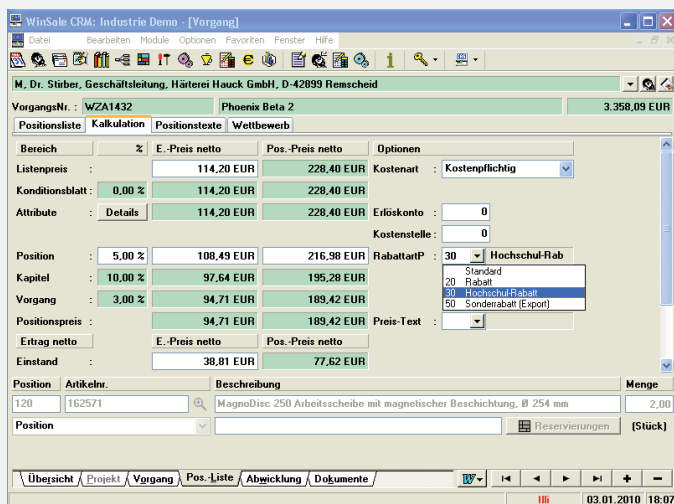 WinSale CRM: Industrie Demo - [Vorgang]
Datei Bearbeiten Module Optionen Favoriten Fenster Hilfe
M, Dr. Stirber, Geschäftsleitung, Härterei Hauck GmbH, D-42899 Remscheid
VorgangsNr. : WZA1432 Phoenix Beta 2 3.358,09 EUR
Positionsliste Kalkulation Positionstexte Wettbewerb
Bereich % E.-Preis netto Pos.-Preis netto Optionen
Listenpreis : 114,20 EUR 228,40 EUR Kostenart : Kostenpflichtig
Konditionsblatt : 0,00 % 114,20 EUR 228,40 EUR
Attribute : Details 114,20 EUR 228,40 EUR Erlöskonto : 0
Kostenstelle : 0
Position : 5,00 % 108,49 EUR 216,98 EUR RabattartP : 30 Hochschul-Rab
Standard
Kapitel : 10,00 % 97,64 EUR 195,28 EUR 20 Rabatt
30 Hochschul-Rabatt
Vorgang : 3,00 % 94,71 EUR 189,42 EUR 50 Sonderrabatt (Export)
Positionspreis : 94,71 EUR 189,42 EUR Preis-Text :
Ertrag netto E.-Preis netto Pos.-Preis netto
Einstand : 38,81 EUR 77,62 EUR
Position Artikelnr. Beschreibung Menge
120 162571 MagnoDisc 250 Arbeitsscheibe mit magnetischer Beschichtung, Ø 254 mm 2,00
Position Reservierungen (Stück)
Übersicht Projekt Vorgang Pos.-Liste Abwicklung Dokumente
Illi 03.01.2010 18:07